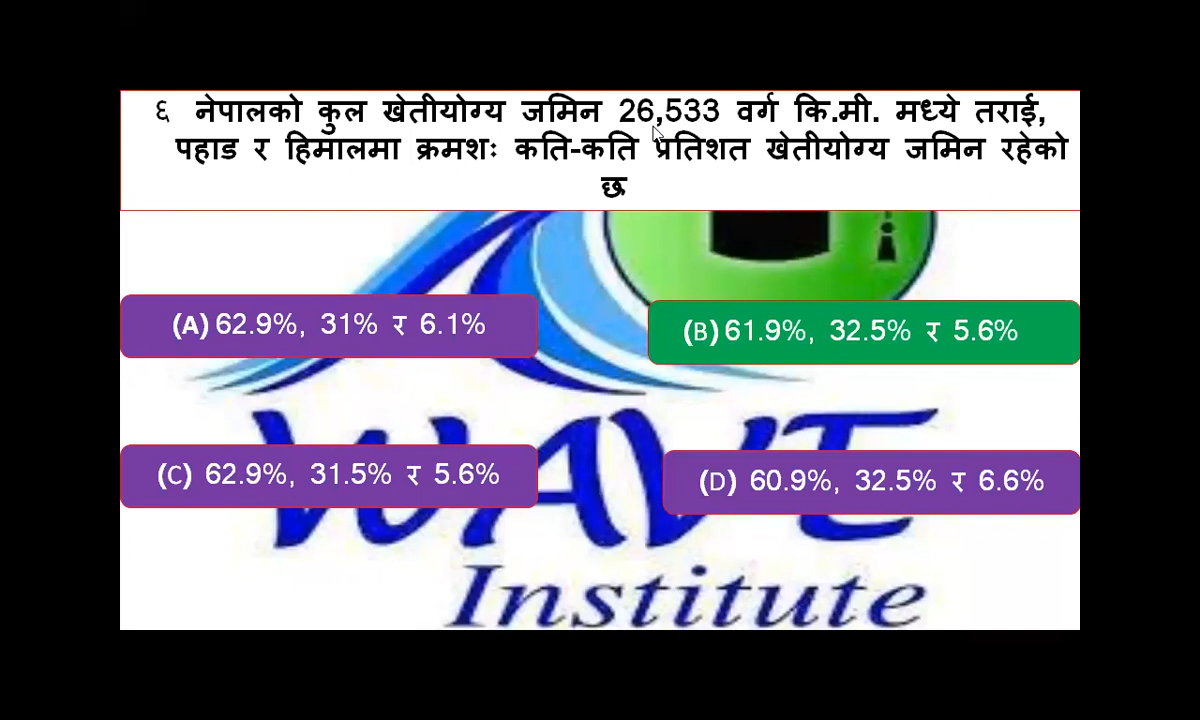 ६ नेपालको कुल खेतीयोग्य जमिन 26,533 वर्ग कि.मी. मध्ये तराई,
पहाड र हिमालमा क्रमशः कति-कति प्रतिशत खेतीयोग्य जमिन रहेको
छ
(A) 62.9%, 31% र 6.1%
(B) 61.9%, 32.5% र 5.6%
(C) 62.9%, 31.5% र 5.6%
(D) 60.9%, 32.5% र 6.6%
WAVE
Institute